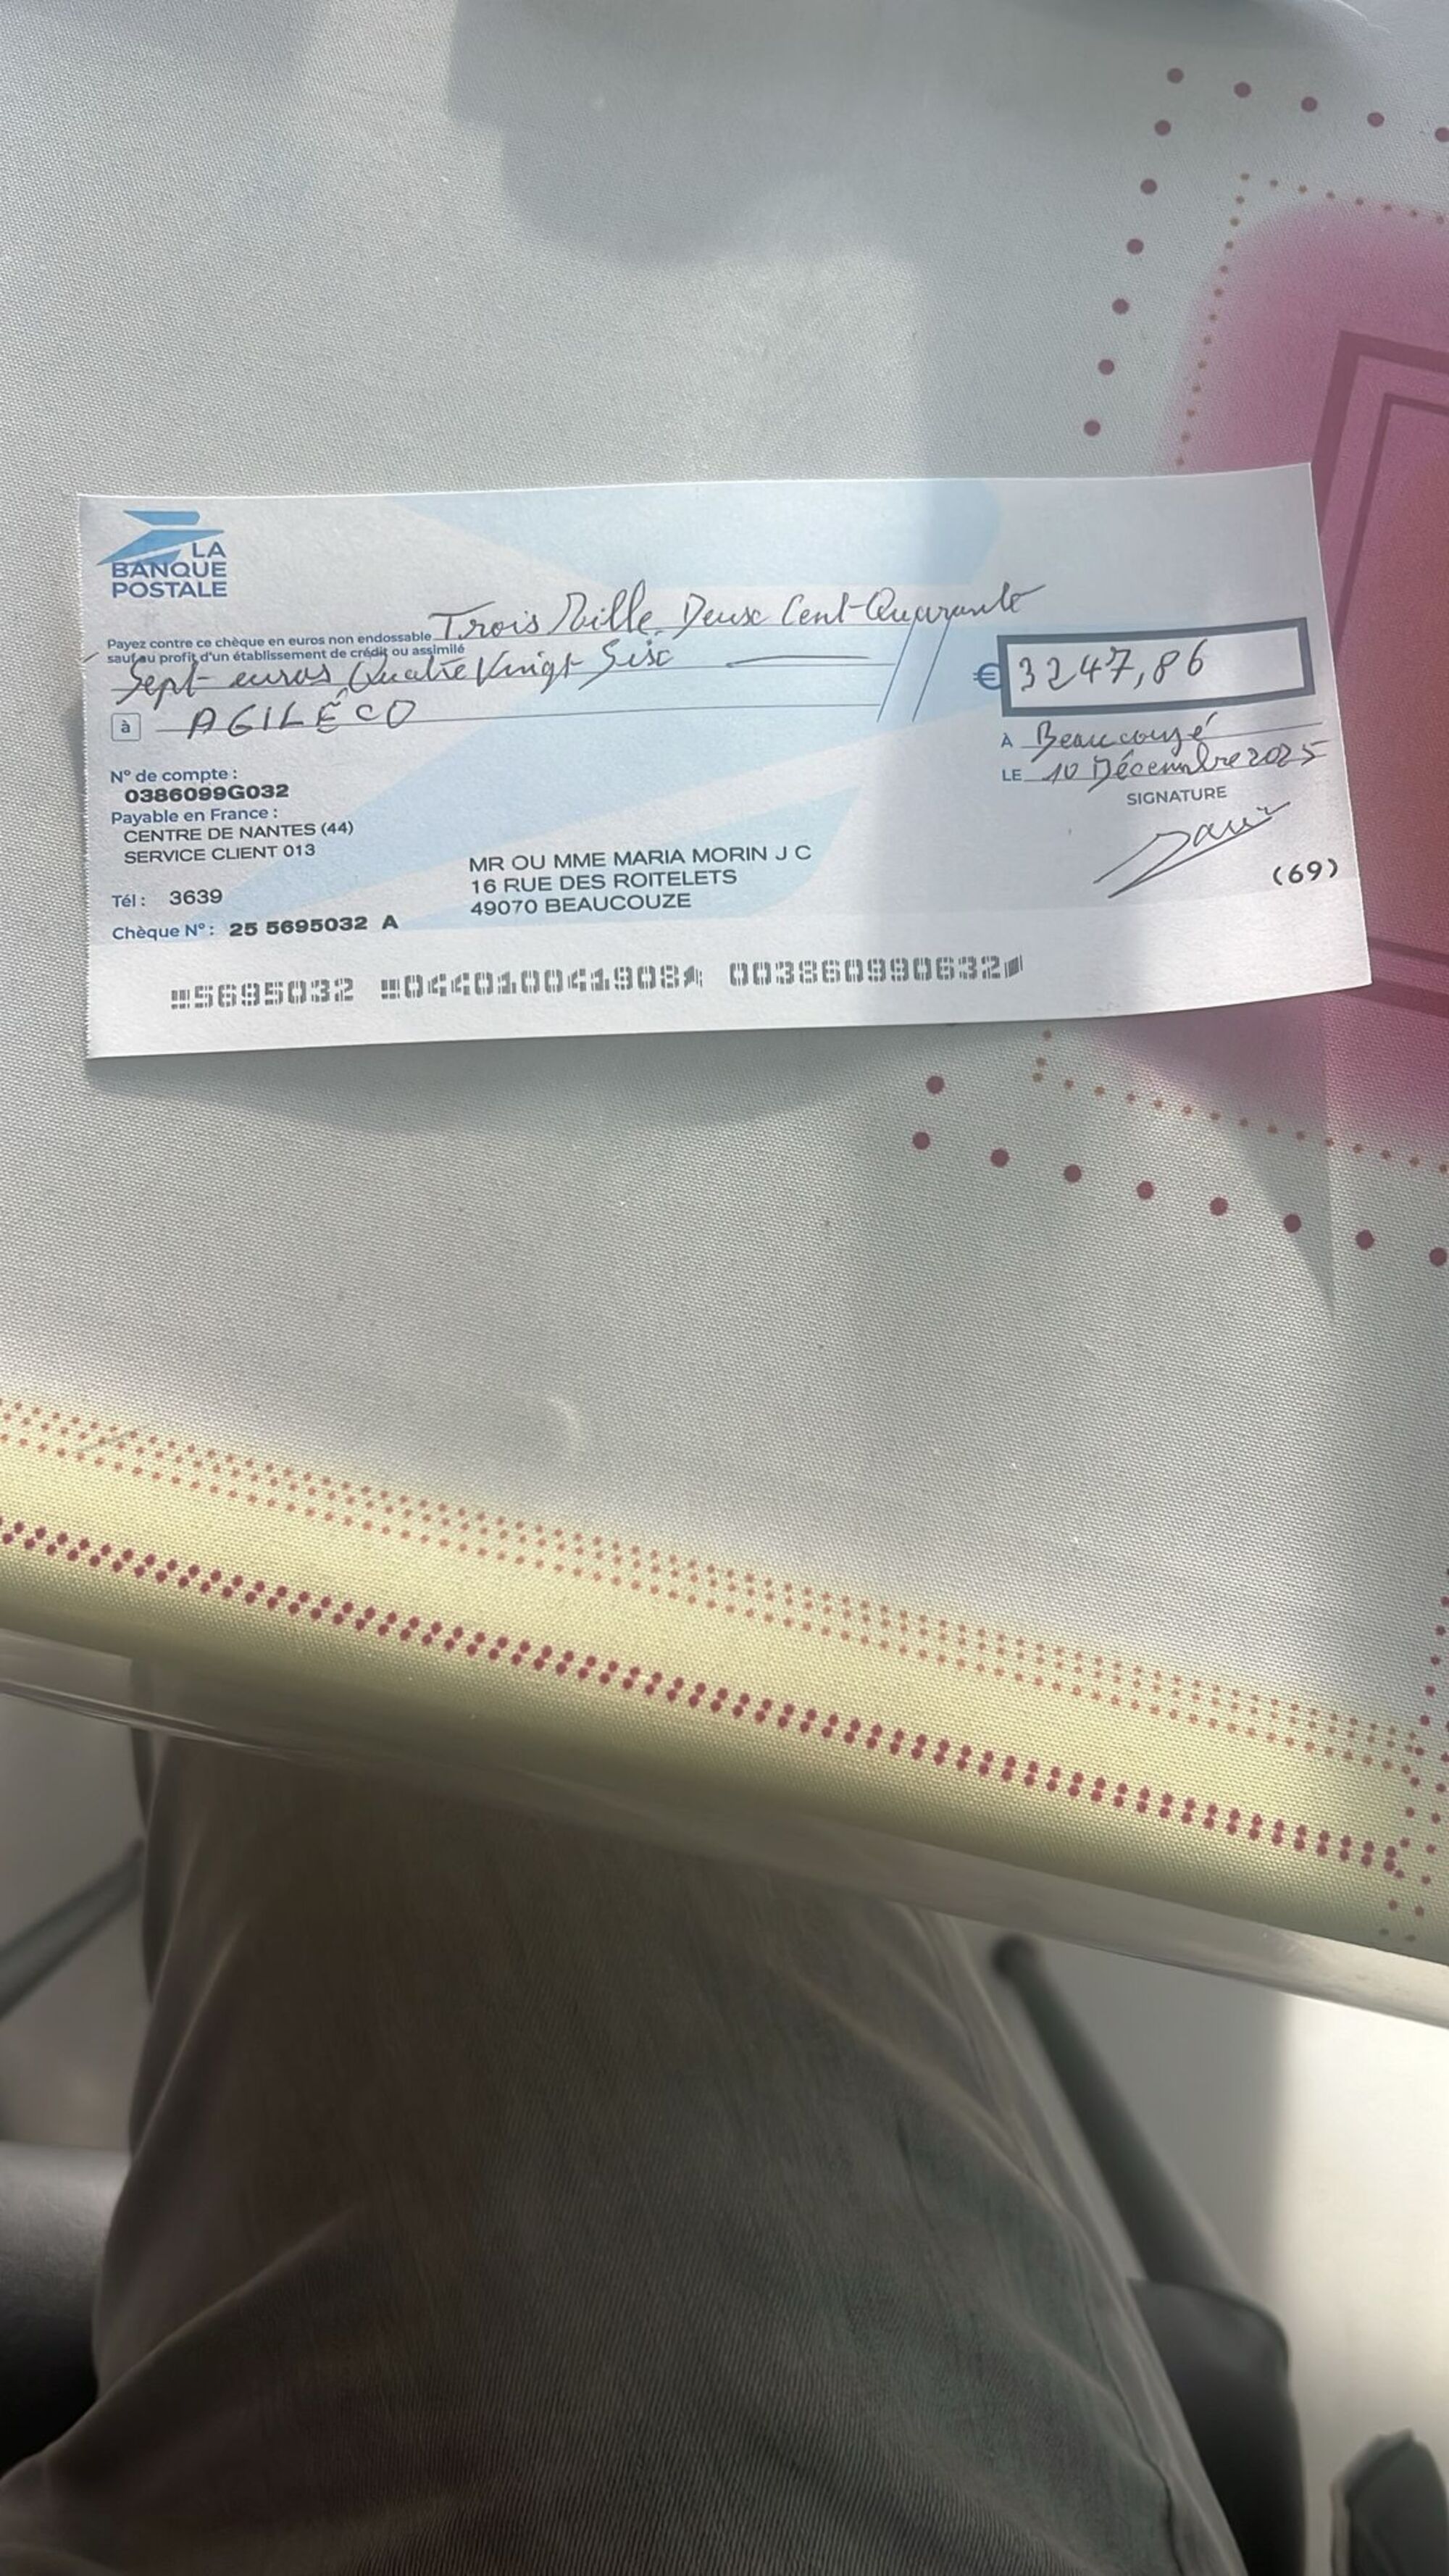 LA
BANQUE
POSTALE
Payez contre ce chèque en euros non endossable Trois Mille Deux Cent Quarante
sauf au profit d'un établissement de crédit ou assimilé
Sept euros Quatre Vingt Six
€ 3247,86
à AGILÉCO
À Beaucouzé
LE 10 Décembre 2025
SIGNATURE
N° de compte :
0386099G032
Payable en France :
CENTRE DE NANTES (44)
SERVICE CLIENT 013
MR OU MME MARIA MORIN J C
16 RUE DES ROITELETS
49070 BEAUCOUZE
(69)
Tél : 3639
Chèque N° : 25 5695032 A
5695032 044010041908 003860990632